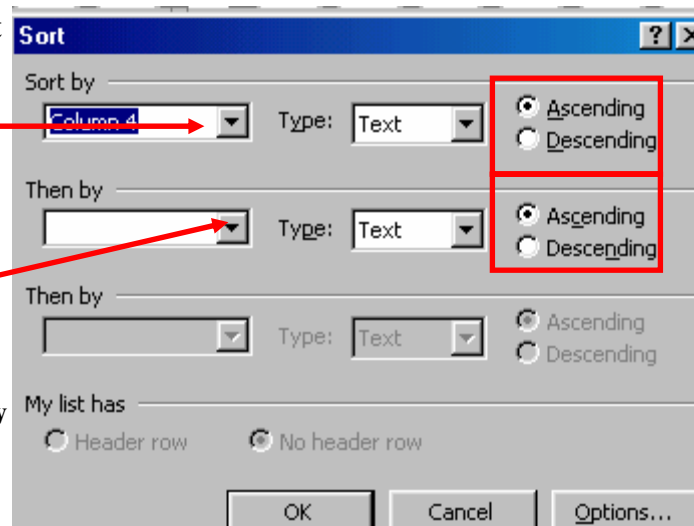 Sort
Sort by
Column 4 Type: Text Ascending
Descending
Then by
Type: Text Ascending
Descending
Then by
Type: Text Ascending
Descending
My list has
Header row No header row
OK Cancel Options...